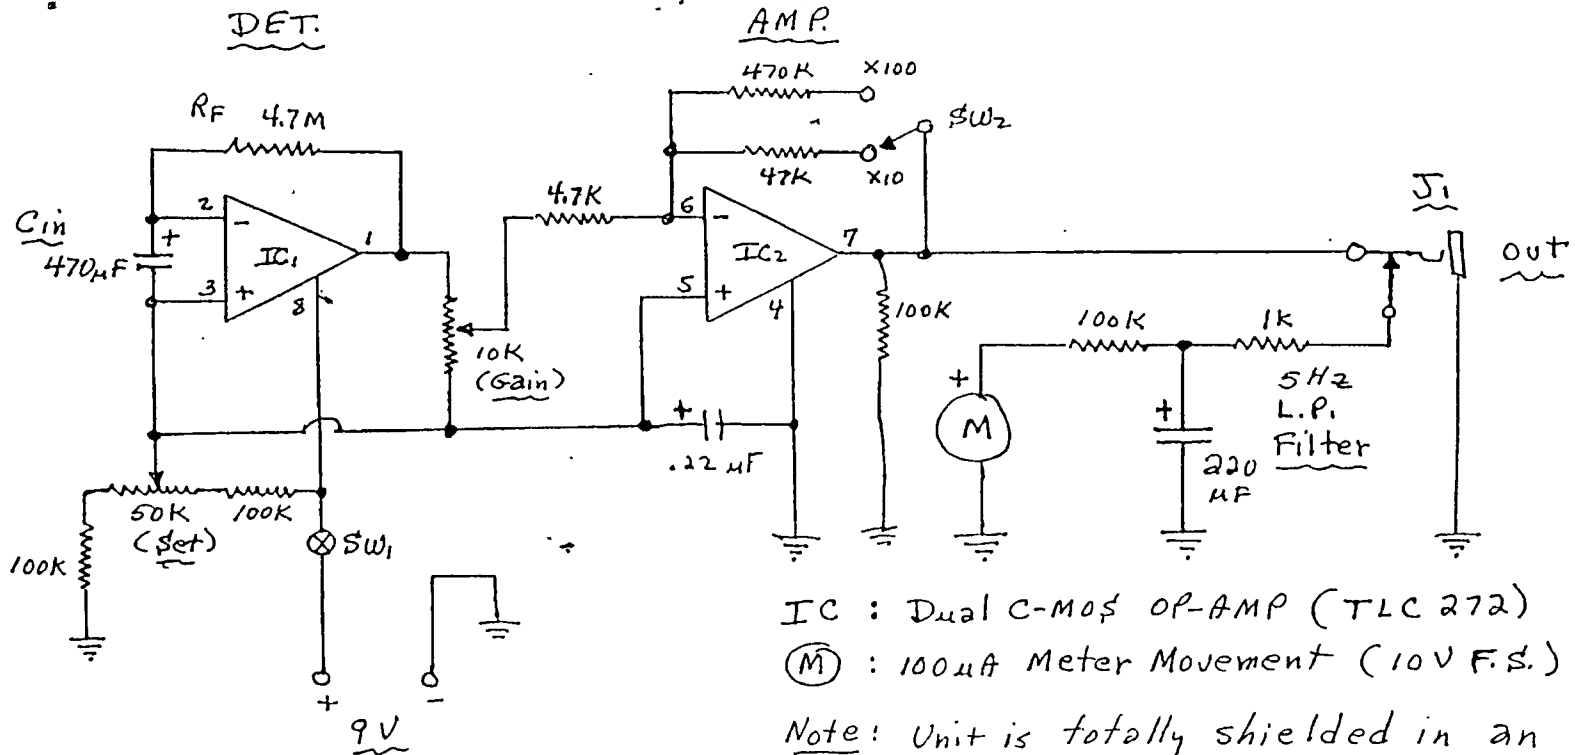 DET.
AMP.
RF 4.7M
470K X100
SW2
47K X10
4.7K
Cin
470µF
+
2
-
3
+
IC1
1
8
6
-
5
+
IC2
7
4
J1
OUT
10K
(Gain)
100K
100K
1K
5Hz
L.P.
Filter
+
M
+
220
µF
+
.22 µF
50K
(Set)
100K
100K
SW1
+
-
9V
IC : Dual C-MOS OP-AMP (TLC 272)
M : 100µA Meter Movement (10V F.S.)
Note: Unit is totally shielded in an